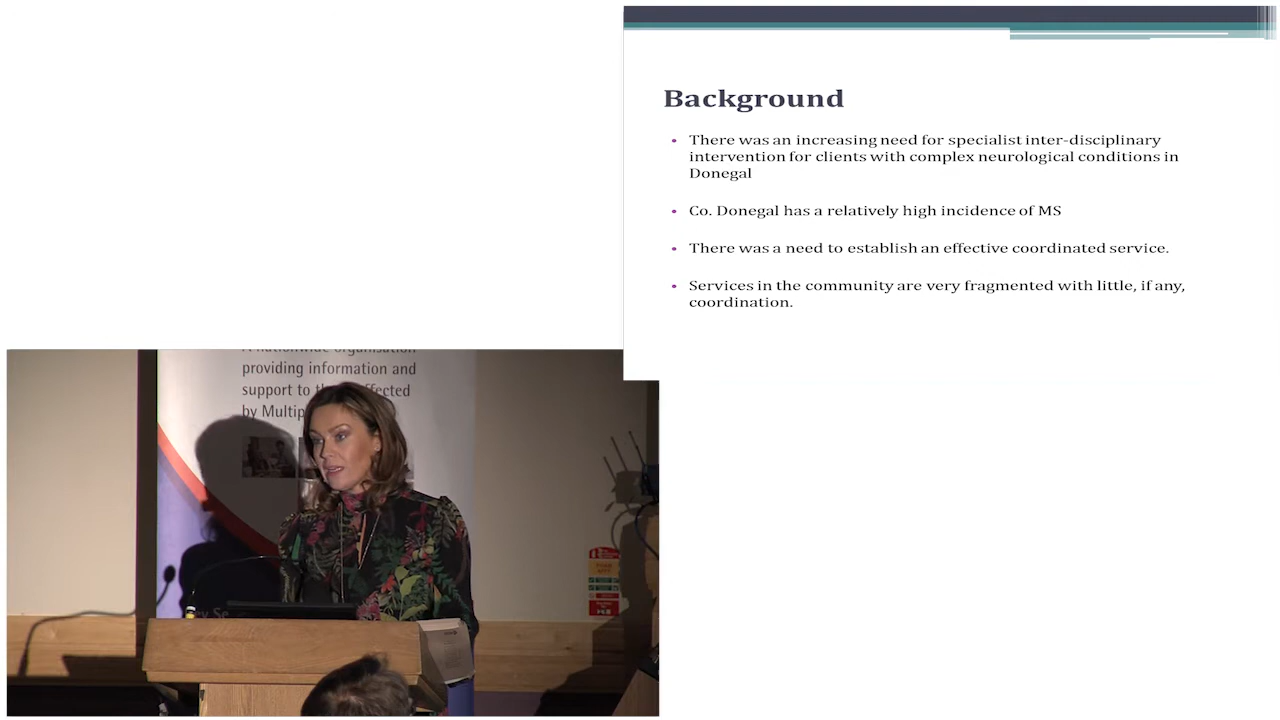 Background
There was an increasing need for specialist inter-disciplinary
intervention for clients with complex neurological conditions in
Donegal
Co. Donegal has a relatively high incidence of MS
There was a need to establish an effective coordinated service.
Services in the community are very fragmented with little, if any,
coordination.
A nationwide organisation
providing information and
support to
by